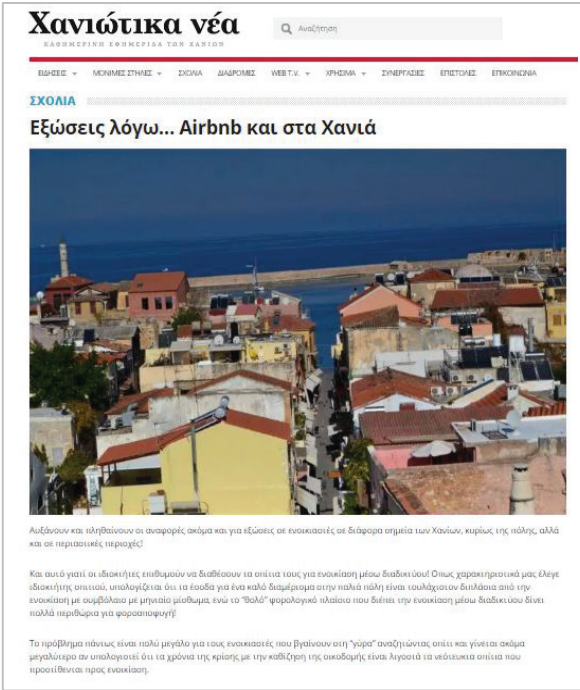 Χανιώτικα νέα
ΚΑΘΗΜΕΡΙΝΗ ΕΦΗΜΕΡΙΔΑ ΤΩΝ ΧΑΝΙΩΝ
Αναζήτηση
ΕΙΔΗΣΕΙΣ ΜΟΝΙΜΕΣ ΣΤΗΛΕΣ ΣΧΟΛΙΑ ΔΙΑΔΡΟΜΕΣ WEB T.V. ΧΡΗΣΙΜΑ ΣΥΝΕΡΓΑΣΙΕΣ ΕΠΙΣΤΟΛΕΣ ΕΠΙΚΟΙΝΩΝΙΑ
ΣΧΟΛΙΑ
Εξώσεις λόγω... Airbnb και στα Χανιά
Αυξάνουν και πληθαίνουν οι αναφορές ακόμα και για εξώσεις σε ενοικιαστές σε διάφορα σημεία των Χανίων, κυρίως της πόλης, αλλά
και σε περιαστικές περιοχές!
Και αυτό γιατί οι ιδιοκτήτες επιθυμούν να διαθέσουν τα σπίτια τους για ενοικίαση μέσω διαδικτύου! Οπως χαρακτηριστικά μας έλεγε
ιδιοκτήτης σπιτιού, υπολογίζεται ότι τα έσοδα για ένα καλό διαμέρισμα στην παλιά πόλη είναι τουλάχιστον διπλάσια από την
ενοικίαση με συμβόλαιο με μηνιαίο μίσθωμα, ενώ το “θολό” φορολογικό πλαίσιο που διέπει την ενοικίαση μέσω διαδικτύου δίνει
πολλά περιθώρια για φοροαποφυγή!
Το πρόβλημα πάντως είναι πολύ μεγάλο για τους ενοικιαστές που βγαίνουν στη “γύρα” αναζητώντας σπίτι και γίνεται ακόμα
μεγαλύτερο αν υπολογιστεί ότι τα χρόνια της κρίσης με την καθίζηση της οικοδομής είναι λιγοστά τα νεότευκτα σπίτια που
προστίθενται προς ενοικίαση.